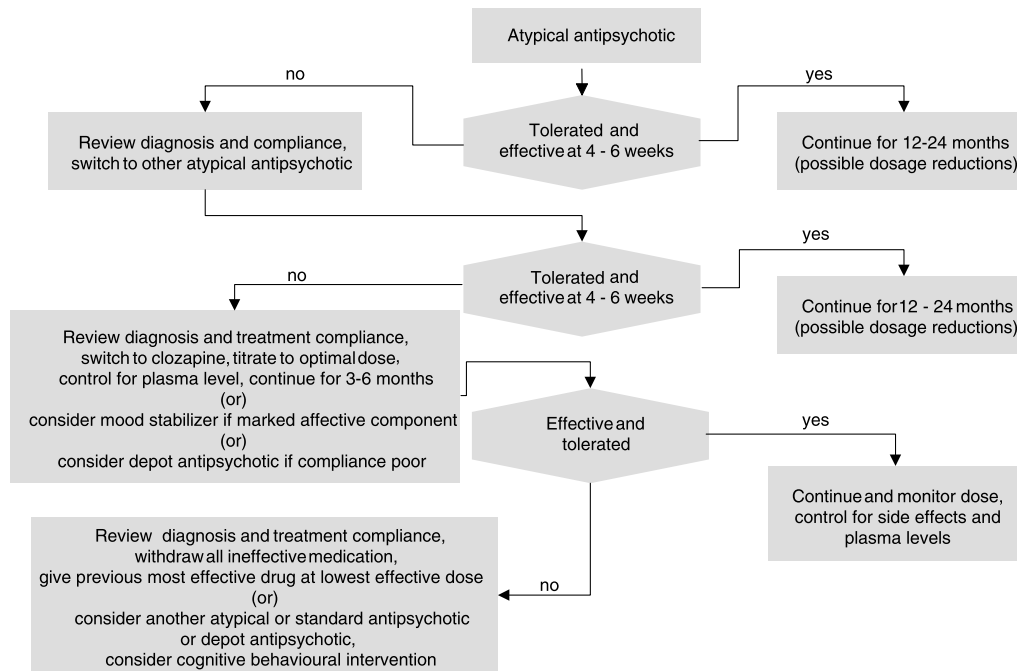 Atypical antipsychotic
no
yes
Tolerated and
effective at 4 - 6 weeks
Review diagnosis and compliance,
switch to other atypical antipsychotic
Continue for 12-24 months
(possible dosage reductions)
yes
no
Tolerated and
effective at 4 - 6 weeks
Continue for 12 - 24 months
(possible dosage reductions)
Review diagnosis and treatment compliance,
switch to clozapine, titrate to optimal dose,
control for plasma level, continue for 3-6 months
(or)
consider mood stabilizer if marked affective component
(or)
consider depot antipsychotic if compliance poor
Effective and
tolerated
yes
Continue and monitor dose,
control for side effects and
plasma levels
Review diagnosis and treatment compliance,
withdraw all ineffective medication,
give previous most effective drug at lowest effective dose
(or)
consider another atypical or standard antipsychotic
or depot antipsychotic,
consider cognitive behavioural intervention
no